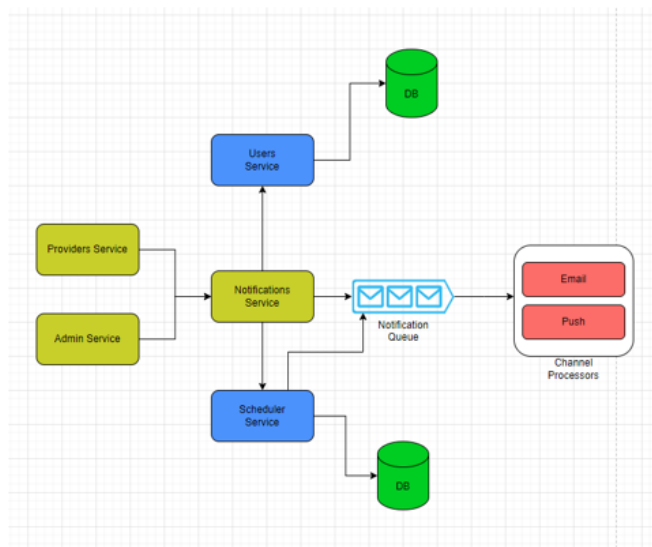 DB
Users
Service
Providers Service
Notifications
Service
Admin Service
Notification
Queue
Email
Push
Channel
Processors
Scheduler
Service
DB